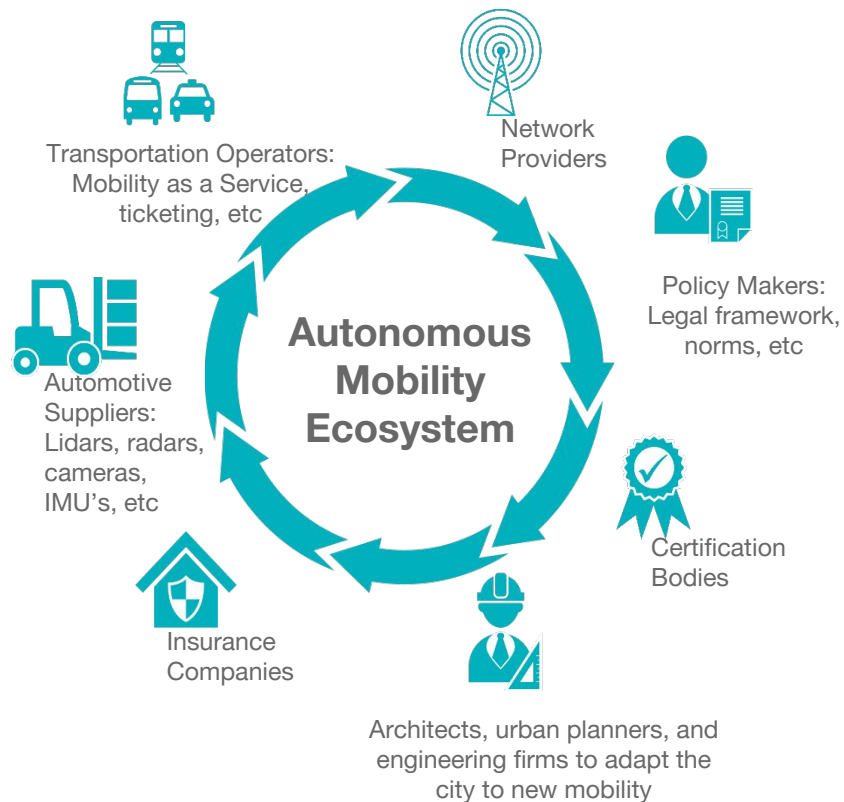 Transportation Operators:
Mobility as a Service,
ticketing, etc
Network
Providers
Policy Makers:
Legal framework,
norms, etc
Autonomous
Mobility
Ecosystem
Automotive
Suppliers:
Lidars, radars,
cameras,
IMU's, etc
Certification
Bodies
Insurance
Companies
Architects, urban planners, and
engineering firms to adapt the
city to new mobility